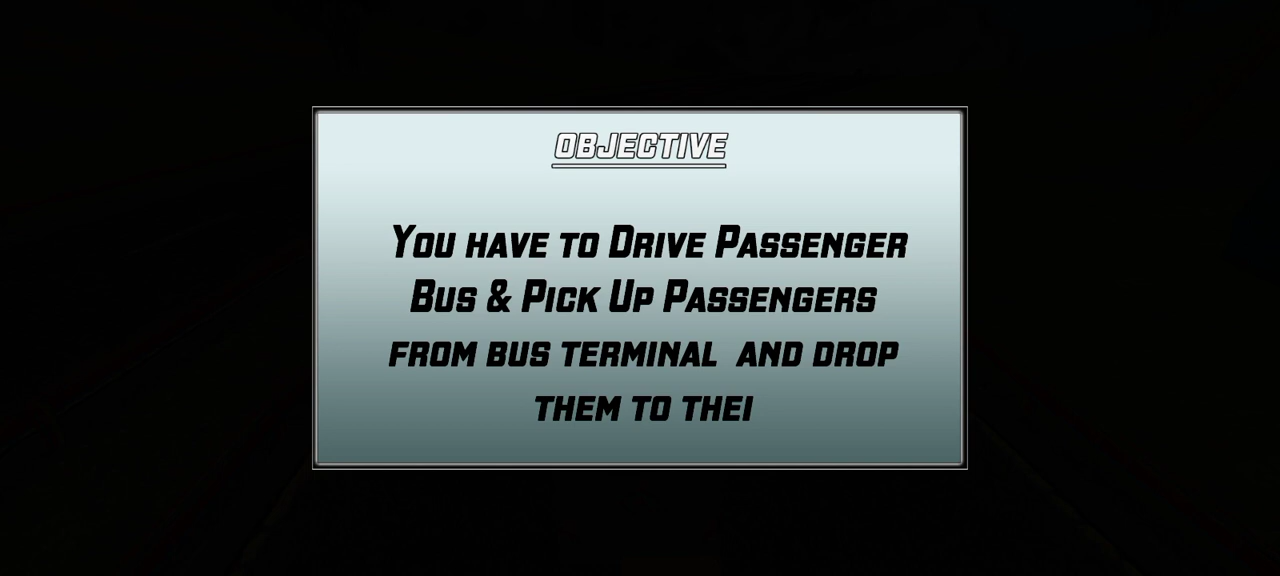 OBJECTIVE
YOU HAVE TO DRIVE PASSENGER
BUS & PICK UP PASSENGERS
FROM BUS TERMINAL AND DROP
THEM TO THEI